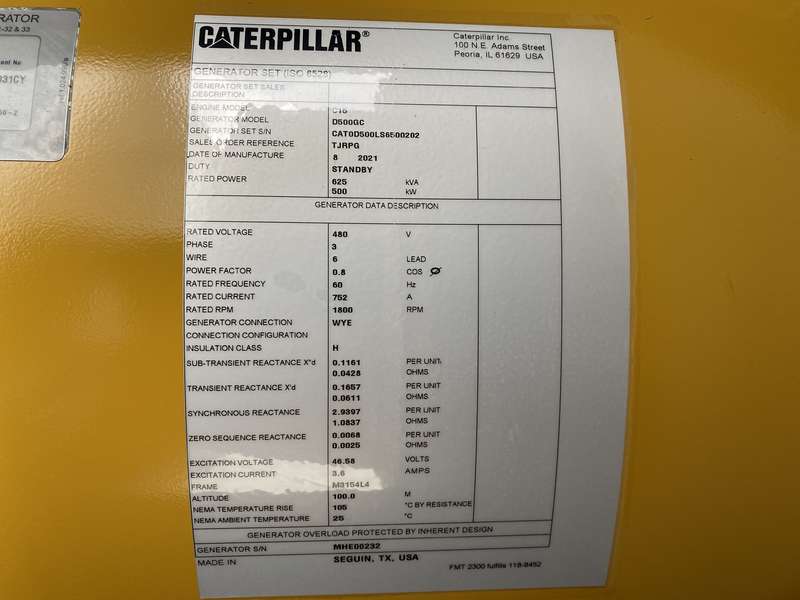 CATERPILLAR®
Caterpillar Inc.
100 N.E. Adams Street
Peoria, IL 61629 USA
GENERATOR SET (ISO 8528)
GENERATOR SET SALES
DESCRIPTION
ENGINE MODEL
GENERATOR MODEL D500GC
GENERATOR SET S/N CAT0D500LS6500202
SALES ORDER REFERENCE TJRPG
DATE OF MANUFACTURE 8 2021
DUTY STANDBY
RATED POWER 625 kVA
500 kW
GENERATOR DATA DESCRIPTION
RATED VOLTAGE 480 V
PHASE 3
WIRE 6 LEAD
POWER FACTOR 0.8 COS Ø
RATED FREQUENCY 60 Hz
RATED CURRENT 752 A
RATED RPM 1800 RPM
GENERATOR CONNECTION WYE
CONNECTION CONFIGURATION
INSULATION CLASS H
SUB-TRANSIENT REACTANCE X"d 0.1161 PER UNIT
0.0428 OHMS
TRANSIENT REACTANCE X'd 0.1657 PER UNIT
0.0611 OHMS
SYNCHRONOUS REACTANCE 2.9397 PER UNIT
1.0837 OHMS
ZERO SEQUENCE REACTANCE 0.0068 PER UNIT
0.0025 OHMS
EXCITATION VOLTAGE 46.58 VOLTS
EXCITATION CURRENT 3.6 AMPS
FRAME M3154L4
ALTITUDE 100.0 M
NEMA TEMPERATURE RISE 105 °C BY RESISTANCE
NEMA AMBIENT TEMPERATURE 25 °C
GENERATOR OVERLOAD PROTECTED BY INHERENT DESIGN
GENERATOR S/N MHE00232
MADE IN SEGUIN, TX, USA
FMT 2300 fulfills 118-8452